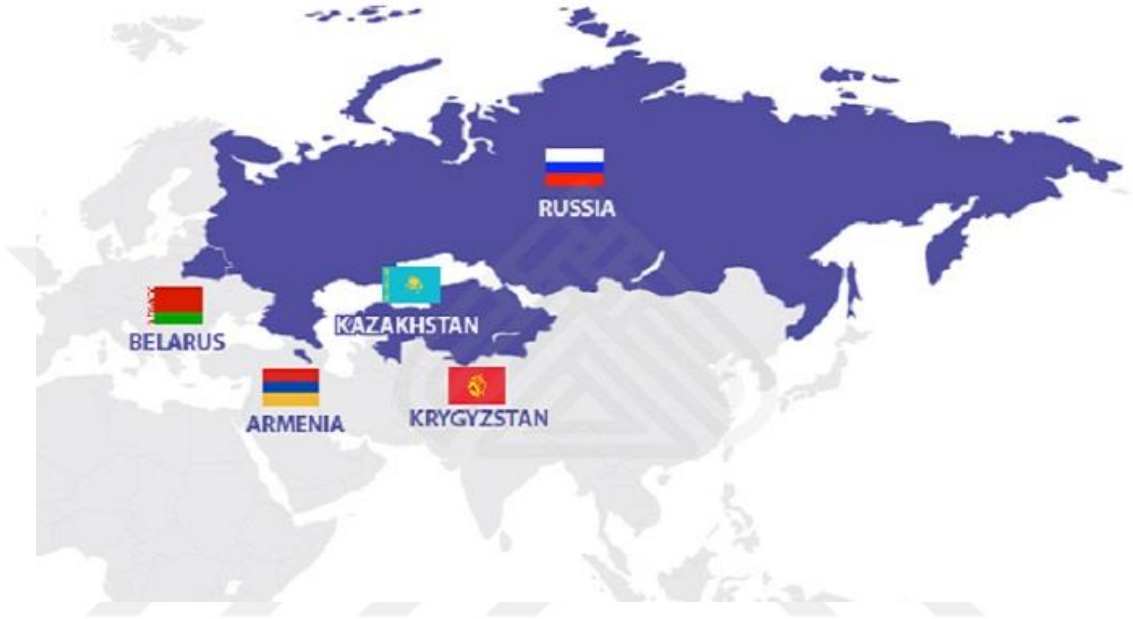 RUSSIA
KAZAKHSTAN
BELARUS
KRYGYZSTAN
ARMENIA